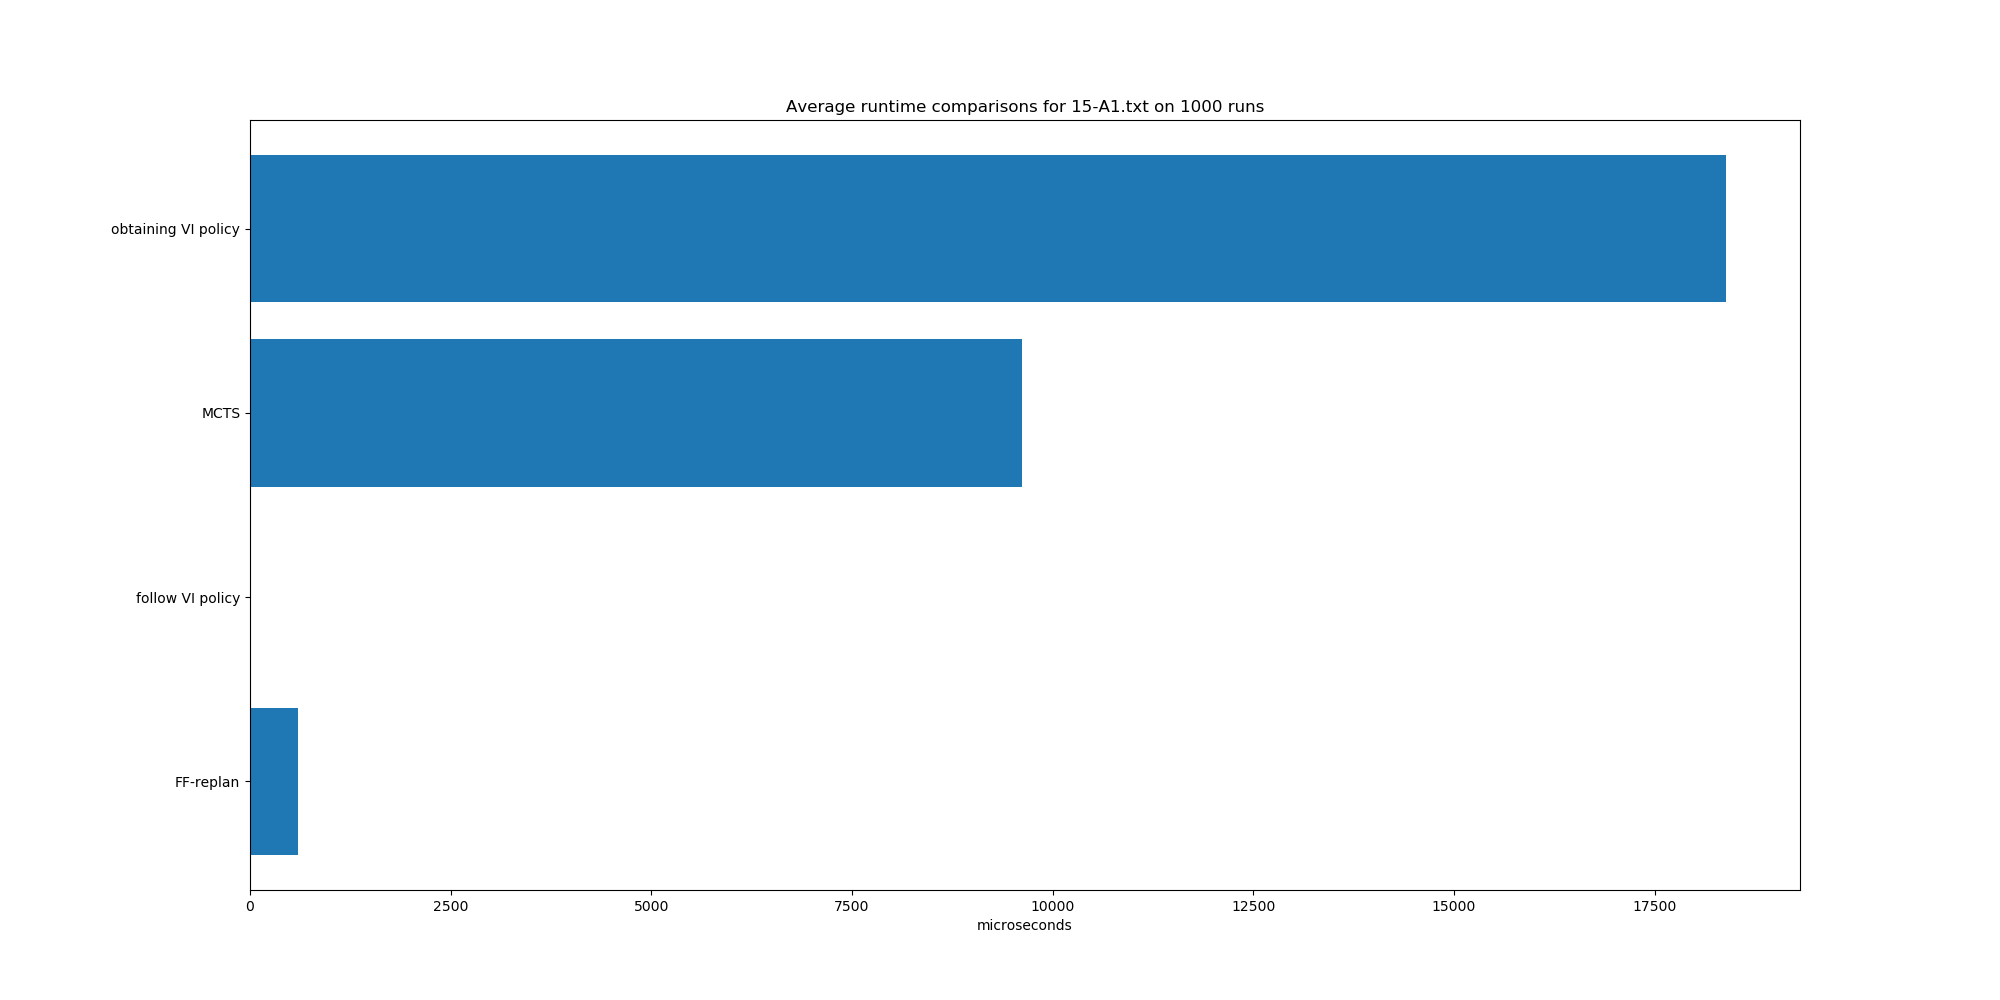 Average runtime comparisons for 15-A1.txt on 1000 runs
obtaining VI policy
MCTS
follow VI policy
FF-replan
0 2500 5000 7500 10000 12500 15000 17500
microseconds